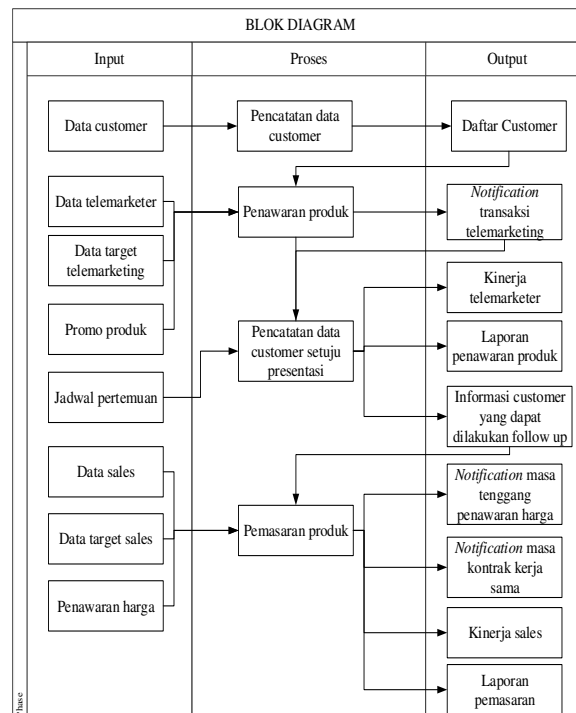 BLOK DIAGRAM
Input
Proses
Output
Data customer
Pencatatan data
customer
Daftar Customer
Data telemarketer
Penawaran produk
Notification
transaksi
telemarketing
Data target
telemarketing
Promo produk
Pencatatan data
customer setuju
presentasi
Kinerja
telemarketer
Laporan
penawaran produk
Jadwal pertemuan
Informasi customer
yang dapat
dilakukan follow up
Data sales
Data target sales
Penawaran harga
Pemasaran produk
Notification masa
tenggang
penawaran harga
Notification masa
kontrak kerja
sama
Kinerja sales
Laporan
pemasaran
Phase